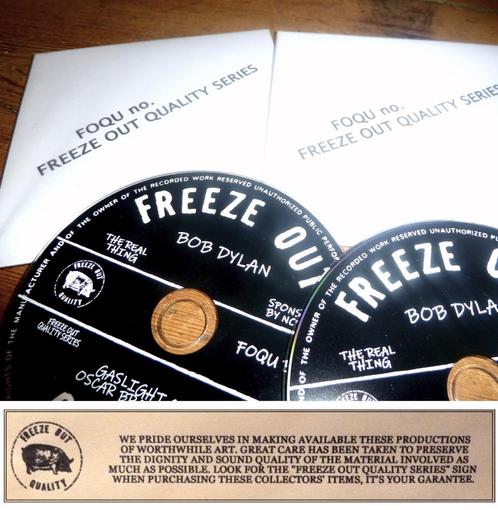 FOQU no.
FREEZE OUT QUALITY SERIES
FOQU no.
FREEZE OUT QUALITY SERIES
MANUFACTURER AND OF THE OWNER OF THE RECORDED WORK RESERVED UNAUTHORIZED PUBLIC
FREEZE OUT
BOB DYLAN
THE REAL
THING
FREEZE OUT
QUALITY
FREEZE OUT
QUALITY SERIES
FOQU
GASLIGHT
OSCAR
OF THE OWNER OF THE RECORDED WORK RESERVED UNAUTHORIZED PUBLIC
FREEZE
BOB DYLA
THE REAL
THING
FREEZE OUT
QUALITY
WE PRIDE OURSELVES IN MAKING AVAILABLE THESE PRODUCTIONS
OF WORTHWHILE ART. GREAT CARE HAS BEEN TAKEN TO PRESERVE
THE DIGNITY AND SOUND QUALITY OF THE MATERIAL INVOLVED AS
MUCH AS POSSIBLE. LOOK FOR THE "FREEZE OUT QUALITY SERIES" SIGN
WHEN PURCHASING THESE COLLECTORS' ITEMS, IT'S YOUR GARANTEE.